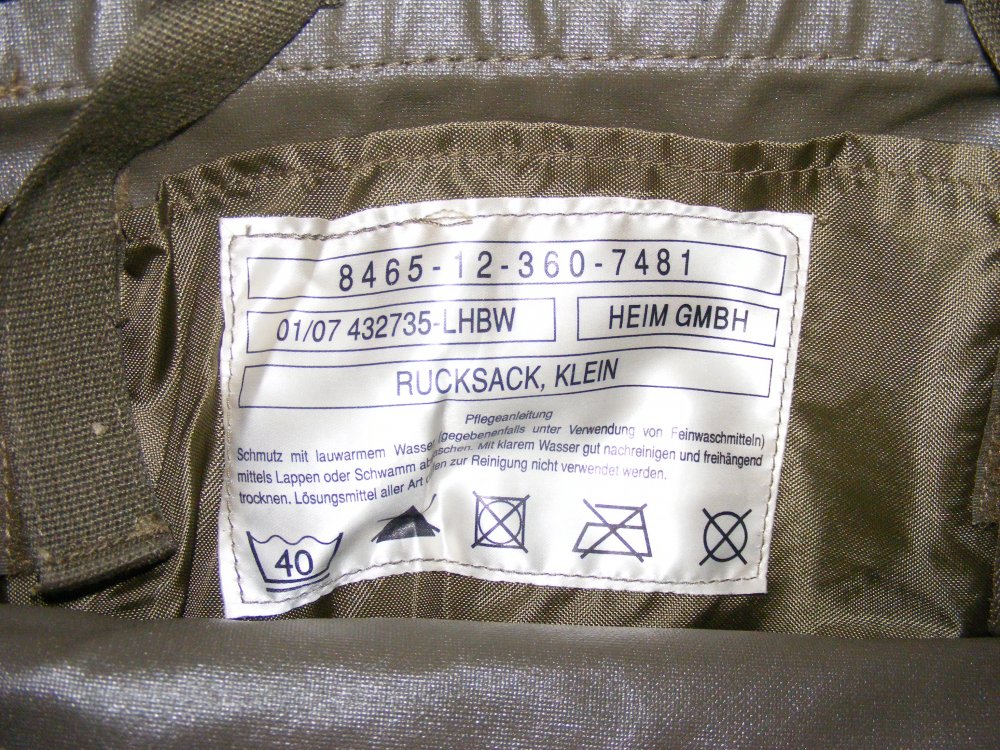 8465-12-360-7481
01/07 432735-LHBW HEIM GMBH
RUCKSACK, KLEIN
Pflegeanleitung
Schmutz mit lauwarmem Wasser (gegebenenfalls unter Verwendung von Feinwaschmitteln)
mittels Lappen oder Schwamm Mit klarem Wasser gut nachreinigen und freihängend
trocknen. Lösungsmittel aller Art zur Reinigung nicht verwendet werden.
40